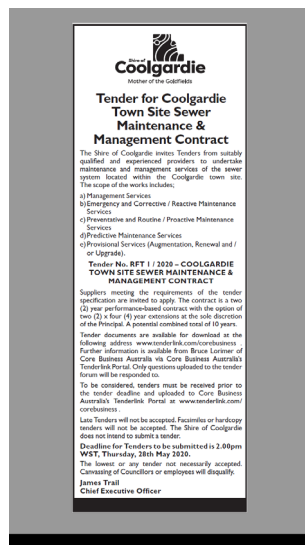 Shire of
Coolgardie
Mother of the Goldfields
Tender for Coolgardie
Town Site Sewer
Maintenance &
Management Contract
The Shire of Coolgardie invites Tenders from suitably
qualified and experienced providers to undertake
maintenance and management services of the sewer
system located within the Coolgardie town site.
The scope of the works includes;
a) Management Services
b) Emergency and Corrective / Reactive Maintenance
Services
c) Preventative and Routine / Proactive Maintenance
Services
d) Predictive Maintenance Services
e) Provisional Services (Augmentation, Renewal and /
or Upgrade).
Tender No. RFT 1 / 2020 – COOLGARDIE
TOWN SITE SEWER MAINTENANCE &
MANAGEMENT CONTRACT
Suppliers meeting the requirements of the tender
specification are invited to apply. The contract is a two
(2) year performance-based contract with the option of
two (2) x four (4) year extensions at the sole discretion
of the Principal. A potential combined total of 10 years.
Tender documents are available for download at the
following address www.tenderlink.com/corebusiness .
Further information is available from Bruce Lorimer of
Core Business Australia via Core Business Australia's
Tenderlink Portal. Only questions uploaded to the tender
forum will be responded to.
To be considered, tenders must be received prior to
the tender deadline and uploaded to Core Business
Australia's Tenderlink Portal at www.tenderlink.com/
corebusiness .
Late Tenders will not be accepted. Facsimiles or hardcopy
tenders will not be accepted. The Shire of Coolgardie
does not intend to submit a tender.
Deadline for Tenders to be submitted is 2.00pm
WST, Thursday, 28th May 2020.
The lowest or any tender not necessarily accepted.
Canvassing of Councillors or employees will disqualify.
James Trail
Chief Executive Officer